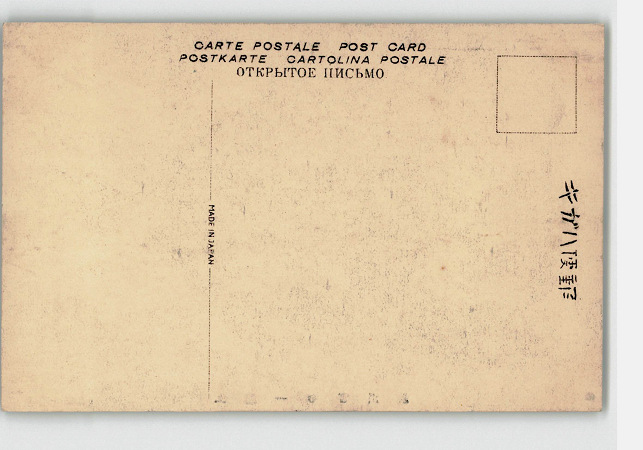 CARTE POSTALE POST CARD
POSTKARTE CARTOLINA POSTALE
ОТКРЫТОЕ ПИСЬМО
MADE IN JAPAN
郵便ハガキ